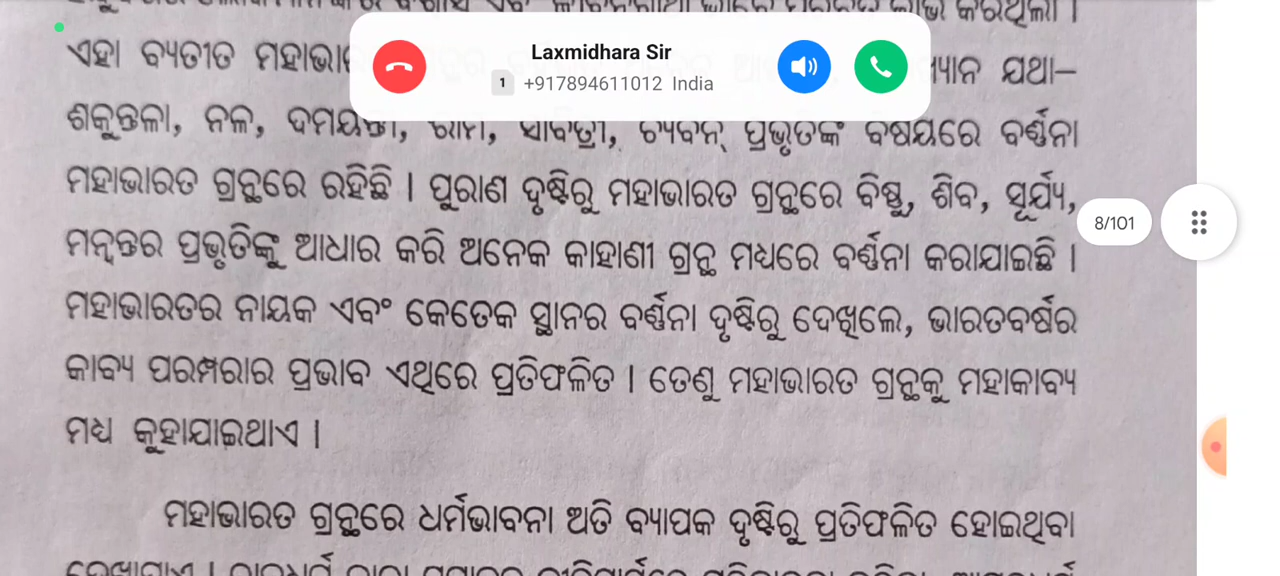 ଏହା ବ୍ୟତୀତ ମହାଭା
ଯଥା—
Laxmidhara Sir
1 +917894611012 India
ଶକୁନ୍ତଳା, ନଳ, ଦମୟନ୍ତୀ, ରାମ, ସାବିତ୍ରୀ, ଚ୍ୟବନ୍ ପ୍ରଭୃତିଙ୍କ ବିଷୟରେ ବର୍ଣ୍ଣନା
ମହାଭାରତ ଗ୍ରନ୍ଥରେ ରହିଛି । ପୁରାଣ ଦୃଷ୍ଟିରୁ ମହାଭାରତ ଗ୍ରନ୍ଥରେ ବିଷ୍ଣୁ, ଶିବ, ସୂର୍ଯ୍ୟ,
8/101
ମନ୍ୱନ୍ତର ପ୍ରଭୃତିଙ୍କୁ ଆଧାର କରି ଅନେକ କାହାଣୀ ଗ୍ରନ୍ଥ ମଧ୍ୟରେ ବର୍ଣ୍ଣନା କରାଯାଇଛି ।
ମହାଭାରତର ନାୟକ ଏବଂ କେତେକ ସ୍ଥାନର ବର୍ଣ୍ଣନା ଦୃଷ୍ଟିରୁ ଦେଖିଲେ, ଭାରତବର୍ଷର
କାବ୍ୟ ପରମ୍ପରାର ପ୍ରଭାବ ଏଥିରେ ପ୍ରତିଫଳିତ । ତେଣୁ ମହାଭାରତ ଗ୍ରନ୍ଥକୁ ମହାକାବ୍ୟ
ମଧ୍ୟ କୁହାଯାଇଥାଏ ।
ମହାଭାରତ ଗ୍ରନ୍ଥରେ ଧର୍ମଭାବନା ଅତି ବ୍ୟାପକ ଦୃଷ୍ଟିରୁ ପ୍ରତିଫଳିତ ହୋଇଥିବା